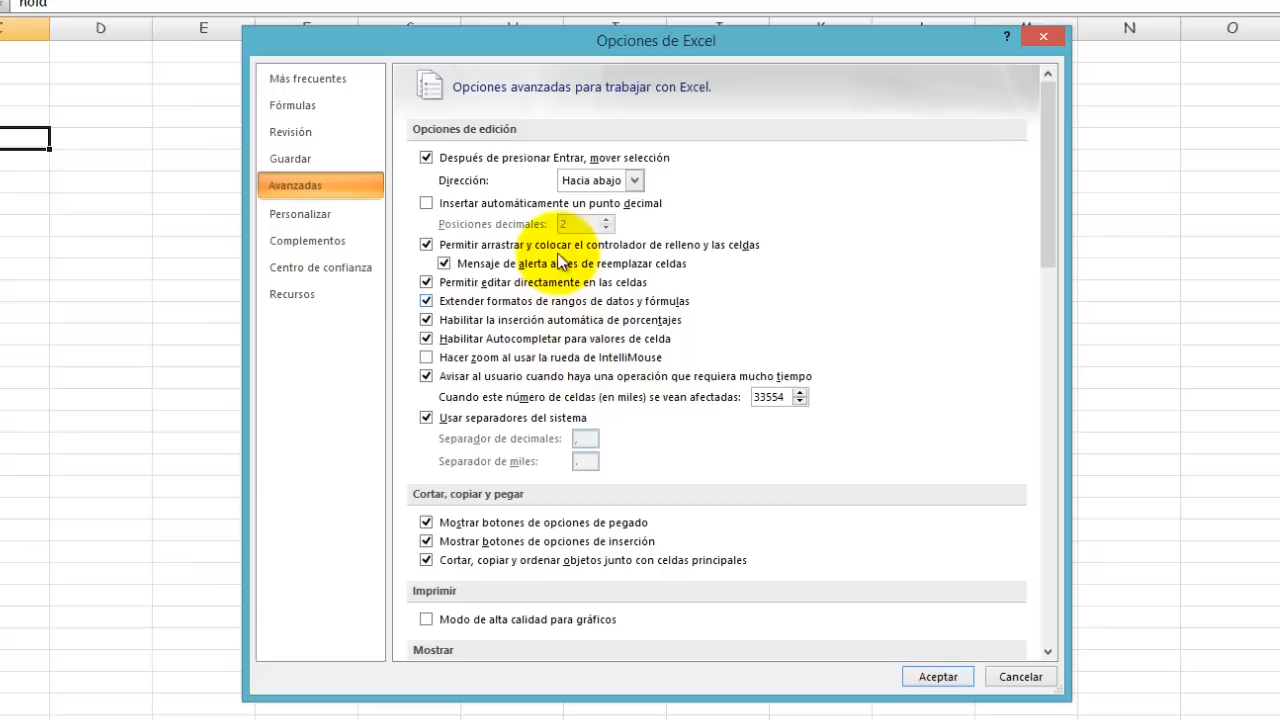 hola
D
E
N
O
Opciones de Excel
?
Más frecuentes
Fórmulas
Revisión
Guardar
Avanzadas
Personalizar
Complementos
Centro de confianza
Recursos
Opciones avanzadas para trabajar con Excel.
Opciones de edición
Después de presionar Entrar, mover selección
Dirección: Hacia abajo
Insertar automáticamente un punto decimal
Posiciones decimales: 2
Permitir arrastrar y colocar el controlador de relleno y las celdas
Mensaje de alerta antes de reemplazar celdas
Permitir editar directamente en las celdas
Extender formatos de rangos de datos y fórmulas
Habilitar la inserción automática de porcentajes
Habilitar Autocompletar para valores de celda
Hacer zoom al usar la rueda de IntelliMouse
Avisar al usuario cuando haya una operación que requiera mucho tiempo
Cuando este número de celdas (en miles) se vean afectadas: 33554
Usar separadores del sistema
Separador de decimales: ,
Separador de miles: .
Cortar, copiar y pegar
Mostrar botones de opciones de pegado
Mostrar botones de opciones de inserción
Cortar, copiar y ordenar objetos junto con celdas principales
Imprimir
Modo de alta calidad para gráficos
Mostrar
Aceptar
Cancelar